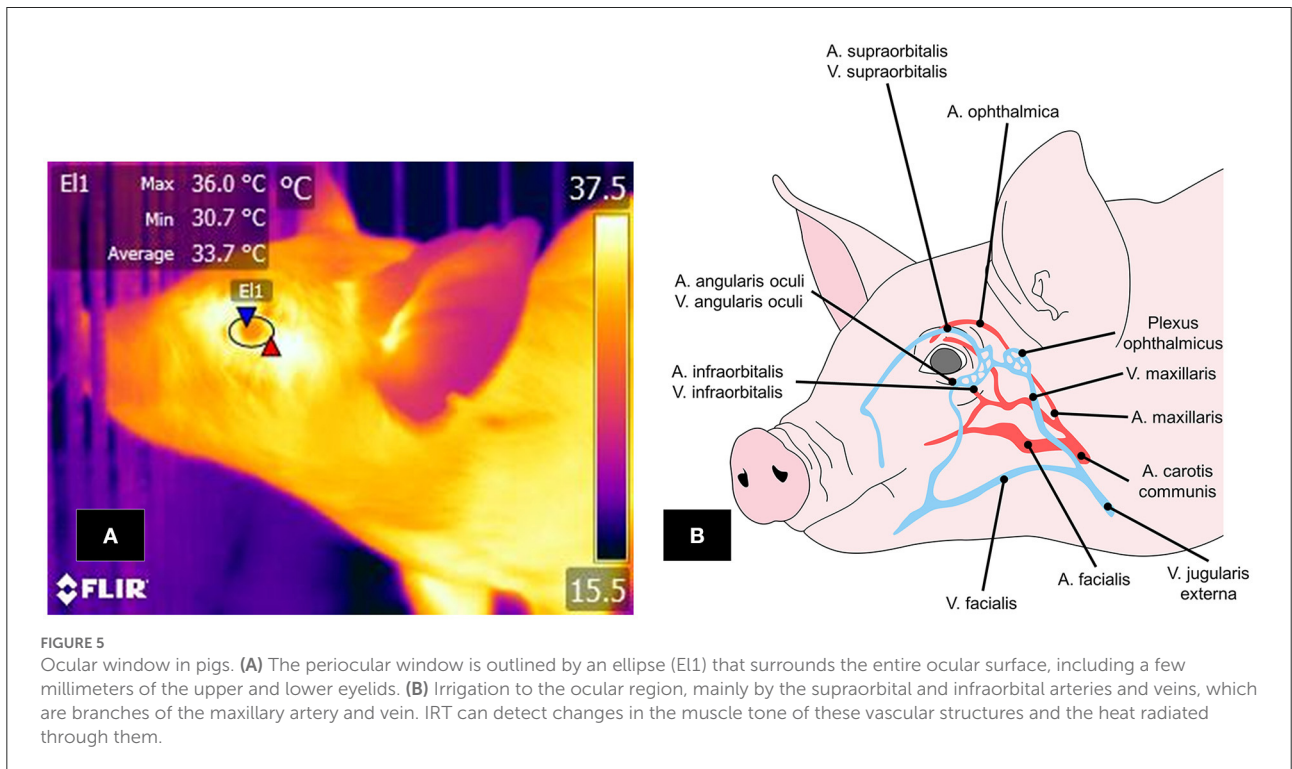 El1 Max 36.0 °C °C
Min 30.7 °C
Average 33.7 °C
37.5
El1
A
FLIR
15.5
A. supraorbitalis
V. supraorbitalis
A. ophthalmica
A. angularis oculi
V. angularis oculi
A. infraorbitalis
V. infraorbitalis
Plexus
ophthalmicus
V. maxillaris
A. maxillaris
A. carotis
communis
V. jugularis
externa
A. facialis
V. facialis
B
FIGURE 5
Ocular window in pigs. (A) The periocular window is outlined by an ellipse (El1) that surrounds the entire ocular surface, including a few
millimeters of the upper and lower eyelids. (B) Irrigation to the ocular region, mainly by the supraorbital and infraorbital arteries and veins, which
are branches of the maxillary artery and vein. IRT can detect changes in the muscle tone of these vascular structures and the heat radiated
through them.